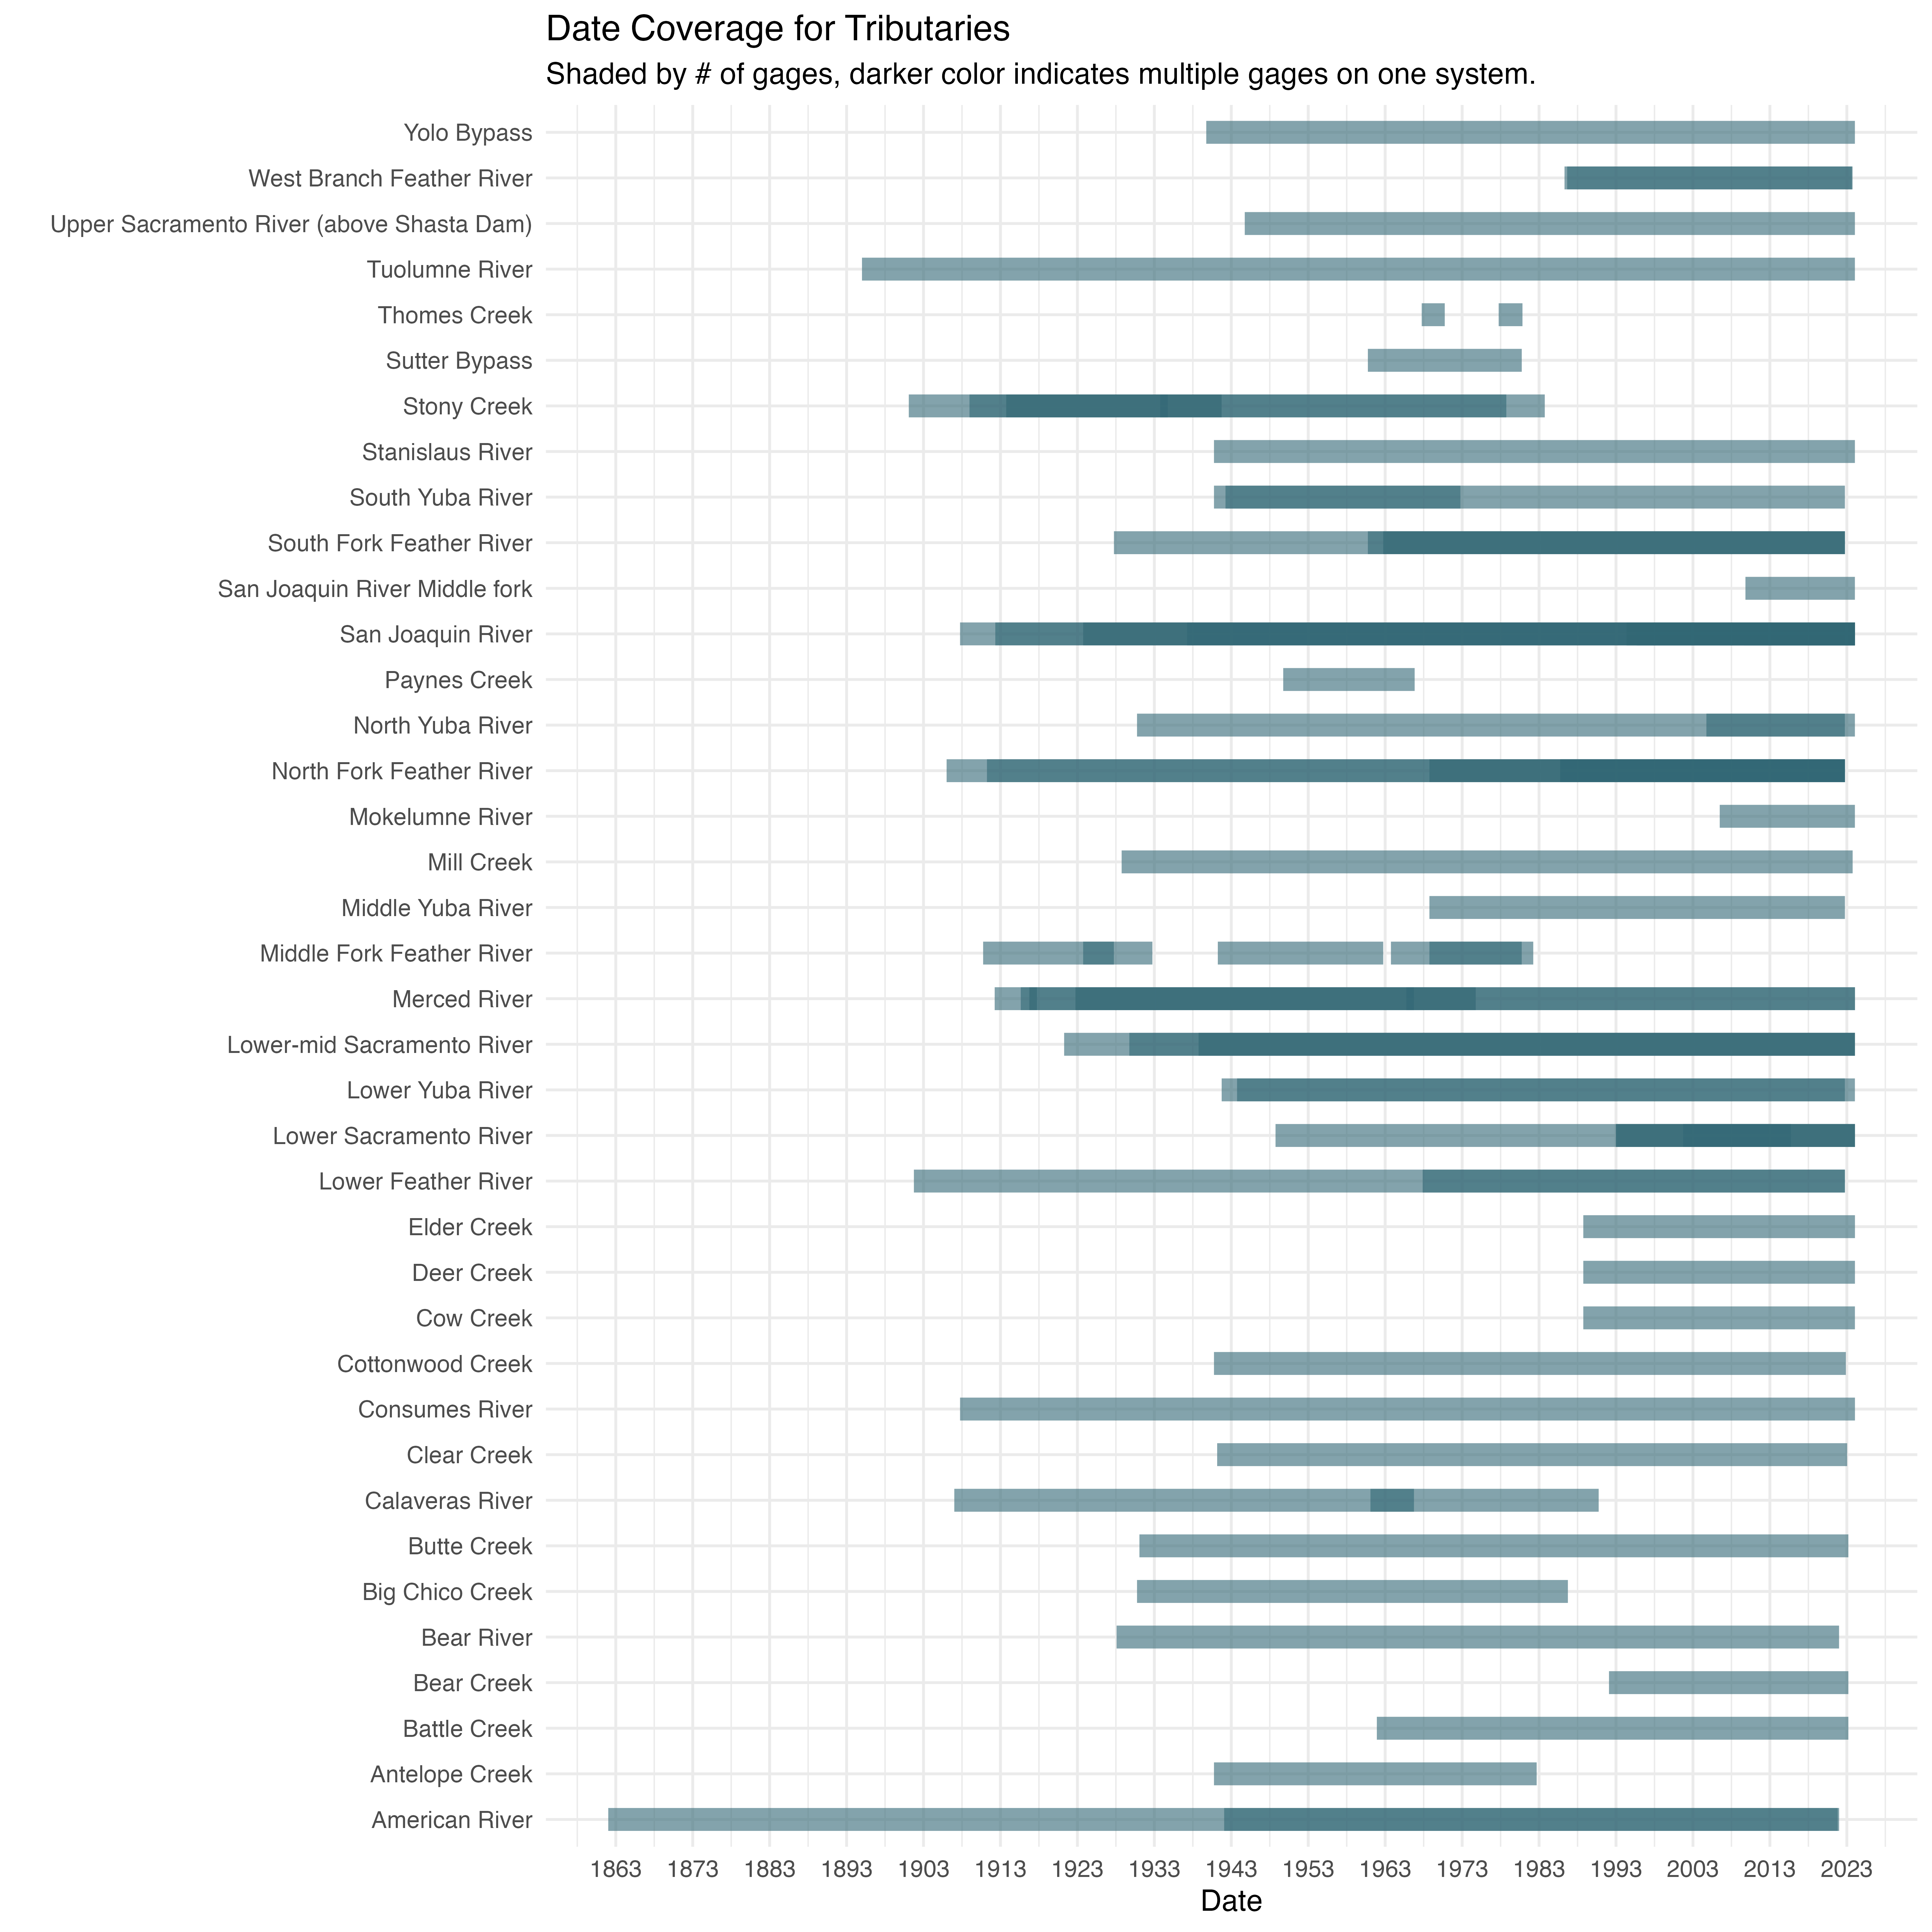 Date Coverage for Tributaries
Shaded by # of gages, darker color indicates multiple gages on one system.
Yolo Bypass
West Branch Feather River
Upper Sacramento River (above Shasta Dam)
Tuolumne River
Thomes Creek
Sutter Bypass
Stony Creek
Stanislaus River
South Yuba River
South Fork Feather River
San Joaquin River Middle fork
San Joaquin River
Paynes Creek
North Yuba River
North Fork Feather River
Mokelumne River
Mill Creek
Middle Yuba River
Middle Fork Feather River
Merced River
Lower-mid Sacramento River
Lower Yuba River
Lower Sacramento River
Lower Feather River
Elder Creek
Deer Creek
Cow Creek
Cottonwood Creek
Consumes River
Clear Creek
Calaveras River
Butte Creek
Big Chico Creek
Bear River
Bear Creek
Battle Creek
Antelope Creek
American River
1863 1873 1883 1893 1903 1913 1923 1933 1943 1953 1963 1973 1983 1993 2003 2013 2023
Date